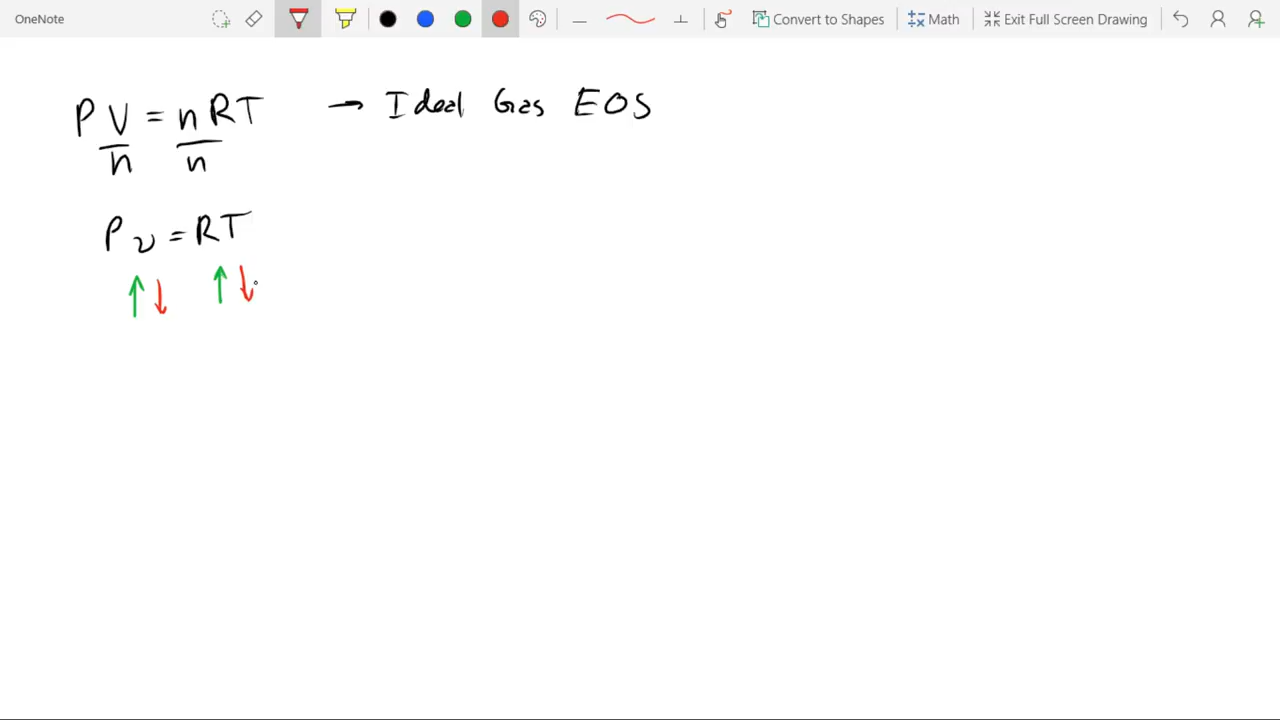 OneNote
Convert to Shapes Math Exit Full Screen Drawing
PV = nRT → Ideal Gas EOS
n n
Pv = RT
↑↓ ↑↓